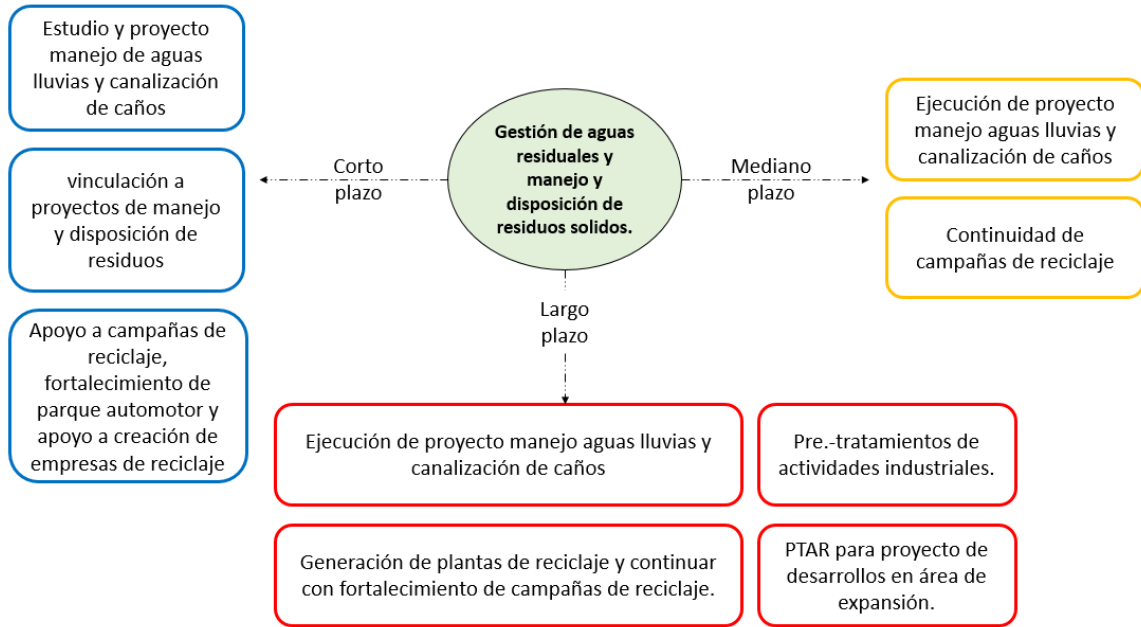 Estudio y proyecto
manejo de aguas
lluvias y canalización
de caños
vinculación a
proyectos de manejo
y disposición de
residuos
Apoyo a campañas de
reciclaje,
fortalecimiento de
parque automotor y
apoyo a creación de
empresas de reciclaje
Corto
plazo
Gestión de aguas
residuales y
manejo y
disposición de
residuos solidos.
Mediano
plazo
Ejecución de proyecto
manejo aguas lluvias y
canalización de caños
Continuidad de
campañas de reciclaje
Largo
plazo
Ejecución de proyecto manejo aguas lluvias y
canalización de caños
Pre.-tratamientos de
actividades industriales.
Generación de plantas de reciclaje y continuar
con fortalecimiento de campañas de reciclaje.
PTAR para proyecto de
desarrollos en área de
expansión.